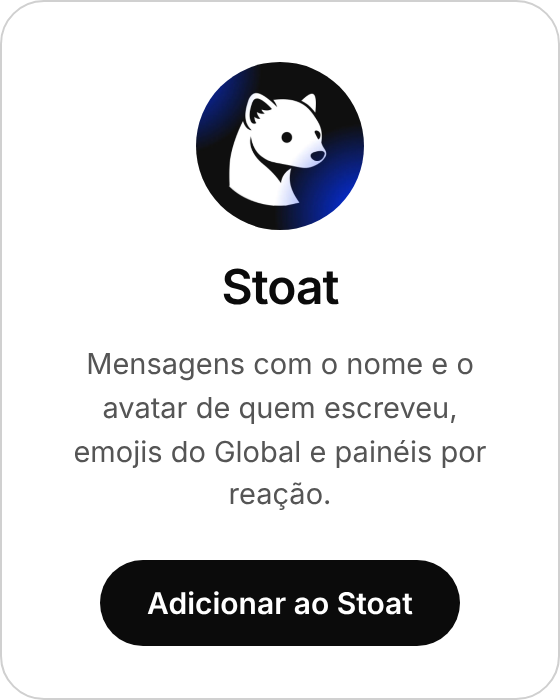 Stoat
Mensagens com o nome e o
avatar de quem escreveu,
emojis do Global e painéis por
reação.
Adicionar ao Stoat